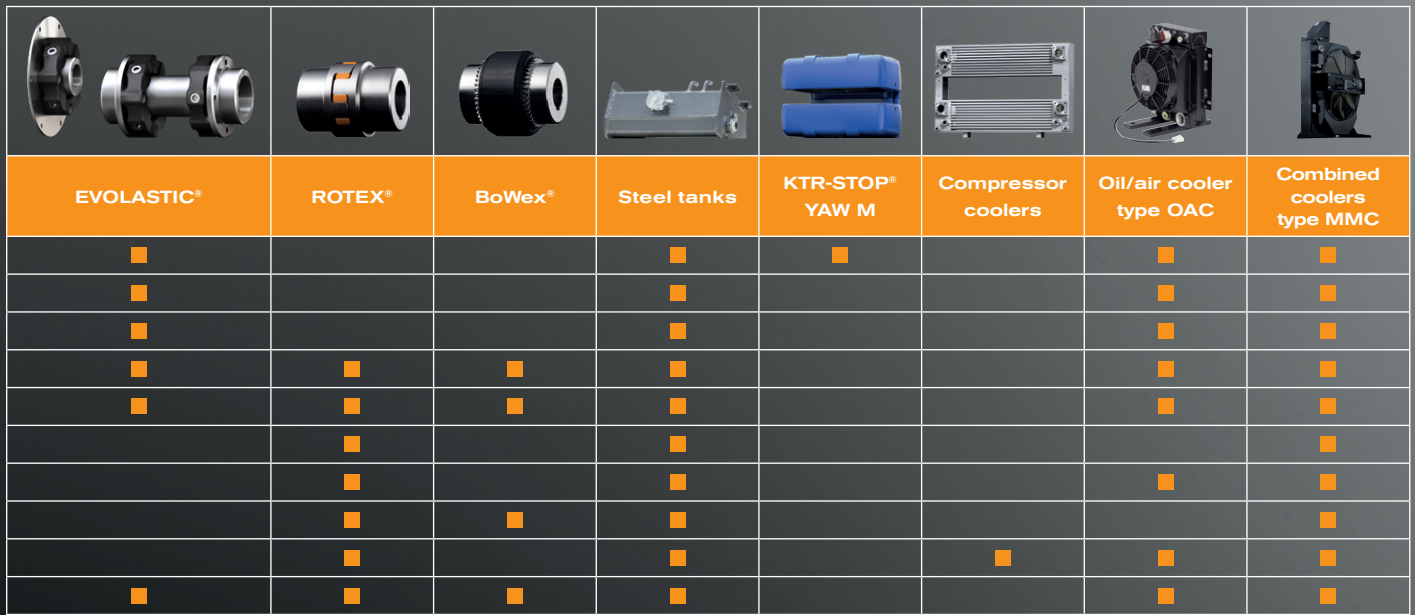 EVOLASTIC®
ROTEX®
BoWex®
Steel tanks
KTR-STOP®
YAW M
Compressor
coolers
Oil/air cooler
type OAC
Combined
coolers
type MMC